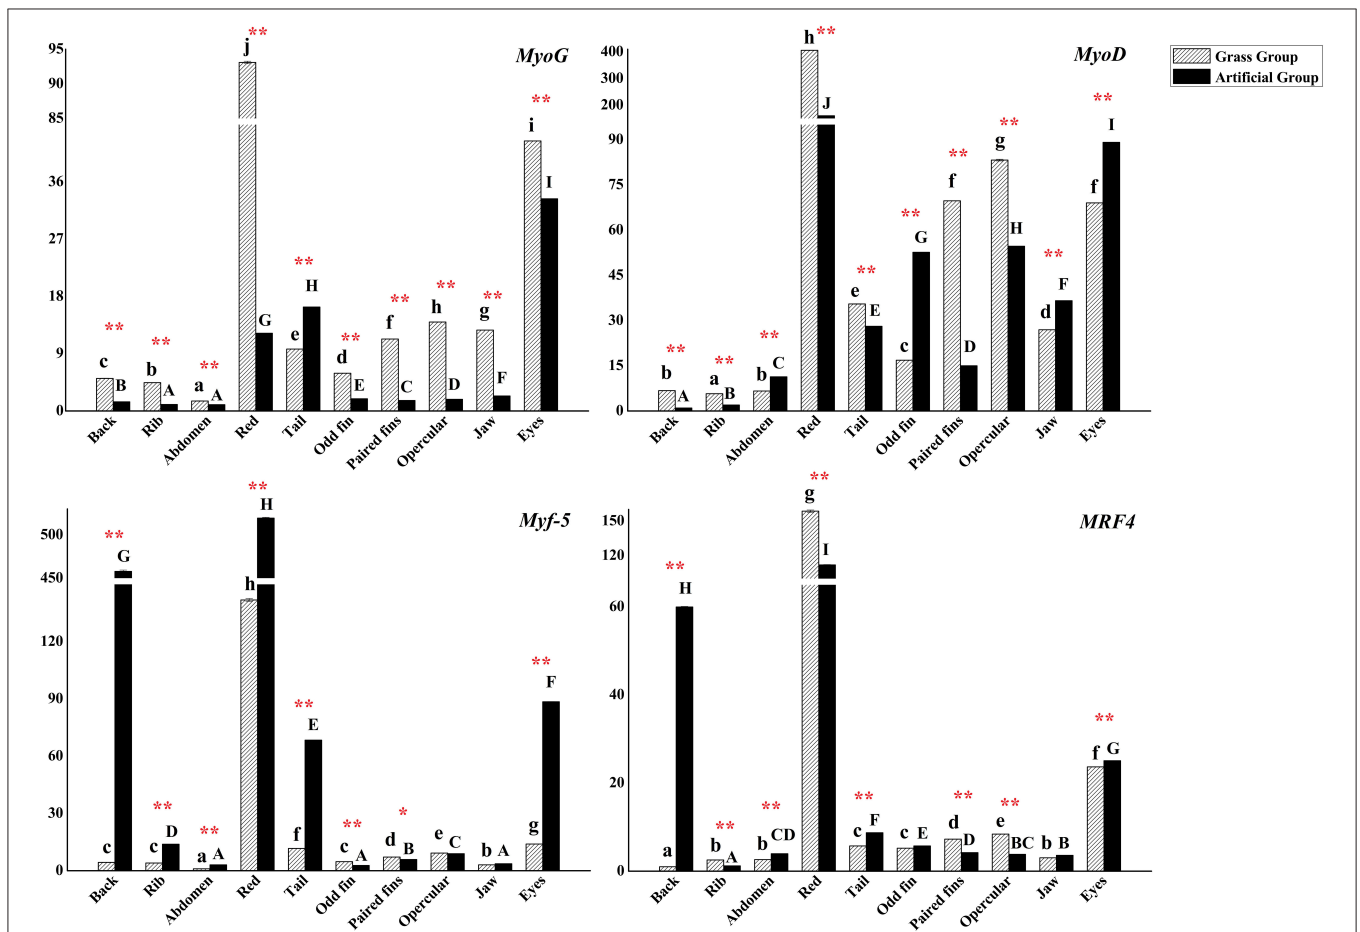 MyoG
95
90
85
36
27
18
9
0
** ** ** ** ** ** ** ** ** **
c B b A a A j G e H d E f C h D g F i I
Back Rib Abdomen Red Tail Odd fin Paired fins Opercular Jaw Eyes
MyoD
400
300
200
90
75
60
45
30
15
0
** ** ** ** ** ** ** ** ** **
b A a B b C h J e E c G f D g H d F f I
Back Rib Abdomen Red Tail Odd fin Paired fins Opercular Jaw Eyes
Grass Group
Artificial Group
Myf-5
500
450
120
90
60
30
0
** ** ** ** ** ** * **
c G c D a A h H f E c A d B e C b A g F
Back Rib Abdomen Red Tail Odd fin Paired fins Opercular Jaw Eyes
MRF4
150
120
60
40
20
0
** ** ** ** ** ** ** **
a H b A b CD g I c F c E d D e BC b B f G
Back Rib Abdomen Red Tail Odd fin Paired fins Opercular Jaw Eyes